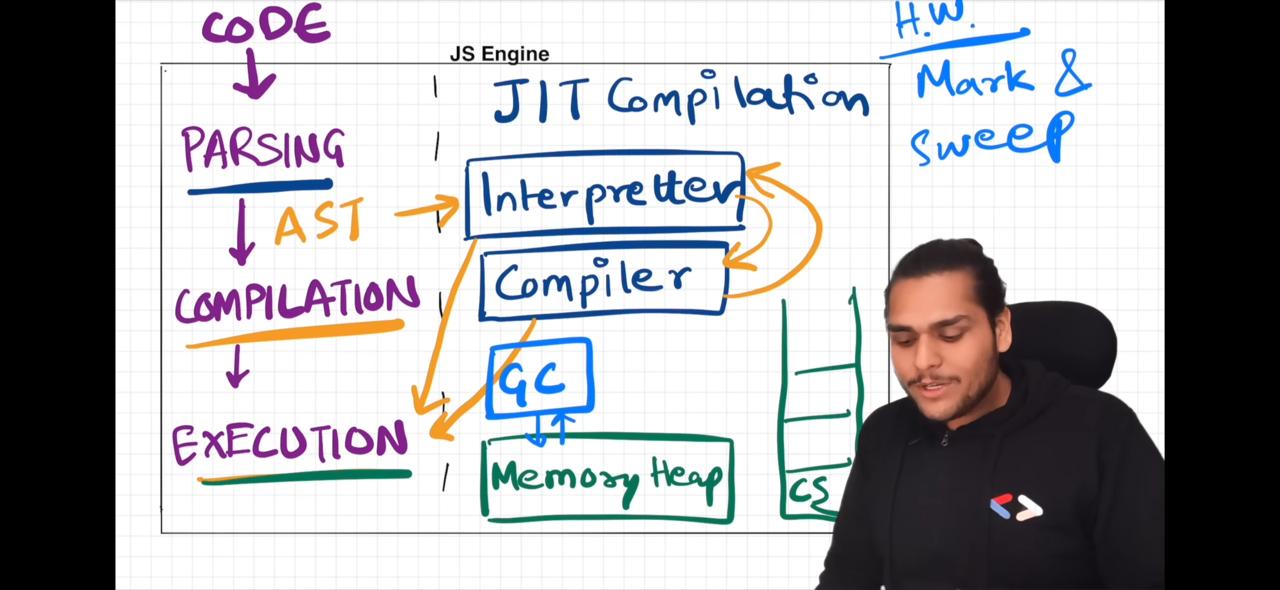 CODE
JS Engine
H.W.
Mark &
Sweep
JIT Compilation
PARSING
Interpretter
AST
Compiler
COMPILATION
GC
EXECUTION
Memory Heap
CS